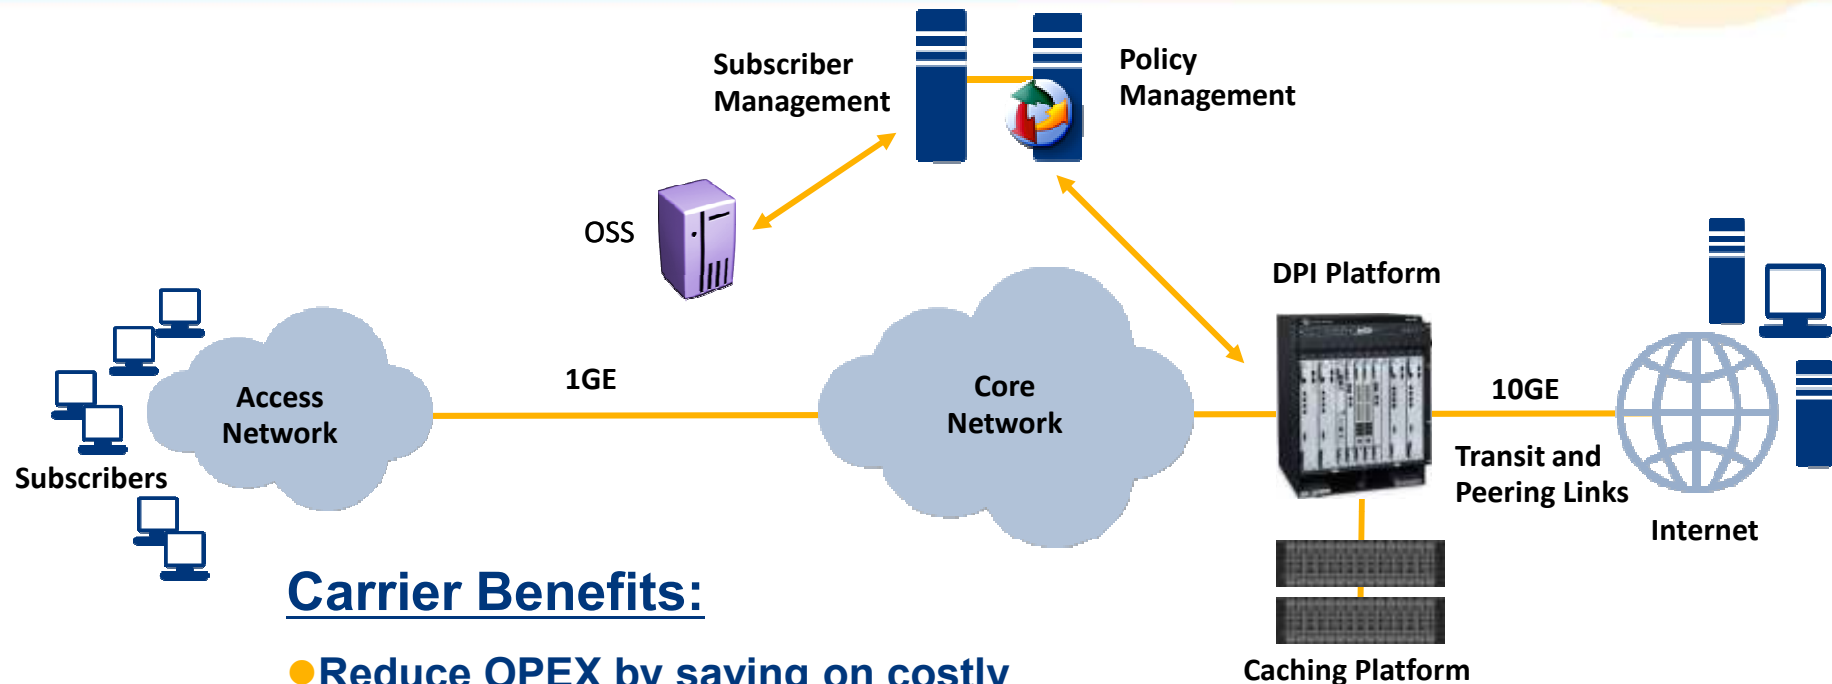 Subscriber
Management
Policy
Management
OSS
DPI Platform
Subscribers
Access
Network
1GE
Core
Network
10GE
Transit and
Peering Links
Internet
Caching Platform
Carrier Benefits:
Reduce OPEX by saving on costly